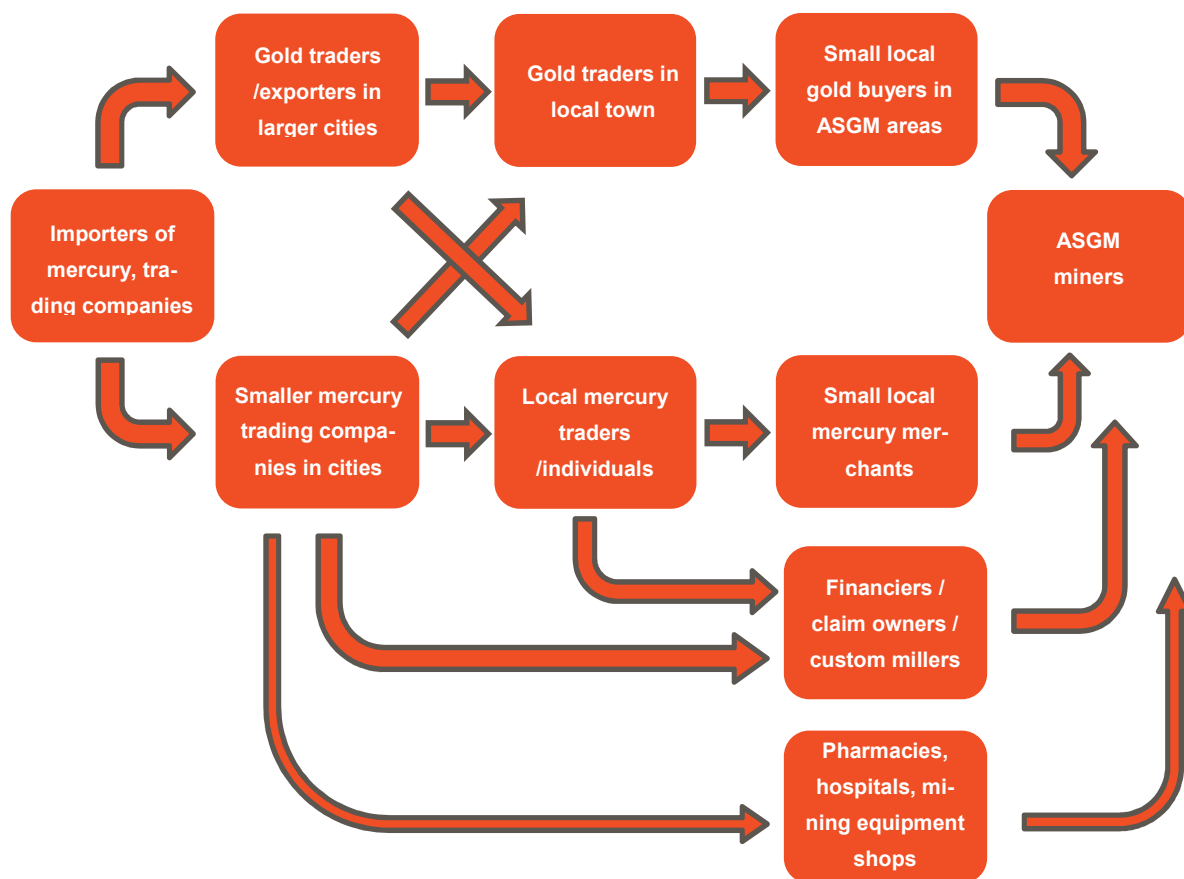 Gold traders
/exporters in
larger cities
Gold traders in
local town
Small local
gold buyers in
ASGM areas
Importers of
mercury, tra-
ding companies
ASGM
miners
Smaller mercury
trading compa-
nies in cities
Local mercury
traders
/individuals
Small local
mercury mer-
chants
Financiers /
claim owners /
custom millers
Pharmacies,
hospitals, mi-
ning equipment
shops